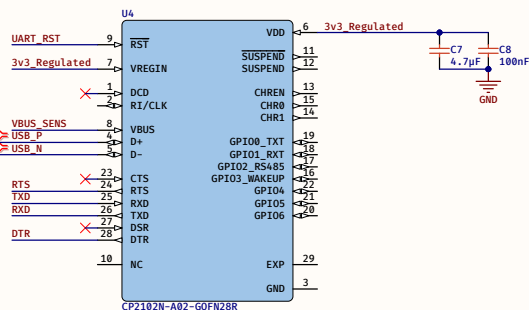 U4
UART_RST 9 RST
3v3_Regulated 7 VREGIN
1 DCD
2 RI/CLK
VBUS_SENS 8 VBUS
USB_P 4 D+
USB_N 5 D-
23 CTS
RTS 24 RTS
TXD 25 RXD
RXD 26 TXD
27 DSR
DTR 28 DTR
10 NC
VDD 6 3v3_Regulated
SUSPEND 11
SUSPEND 12
CHREN 13
CHR0 15
CHR1 14
GPIO0_TXT 19
GPIO1_RXT 18
GPIO2_RS485 17
GPIO3_WAKEUP 16
GPIO4 22
GPIO5 21
GPIO6 20
EXP 29
GND 3
CP2102N-A02-GQFN28R
C7
4.7µF
C8
100nF
GND